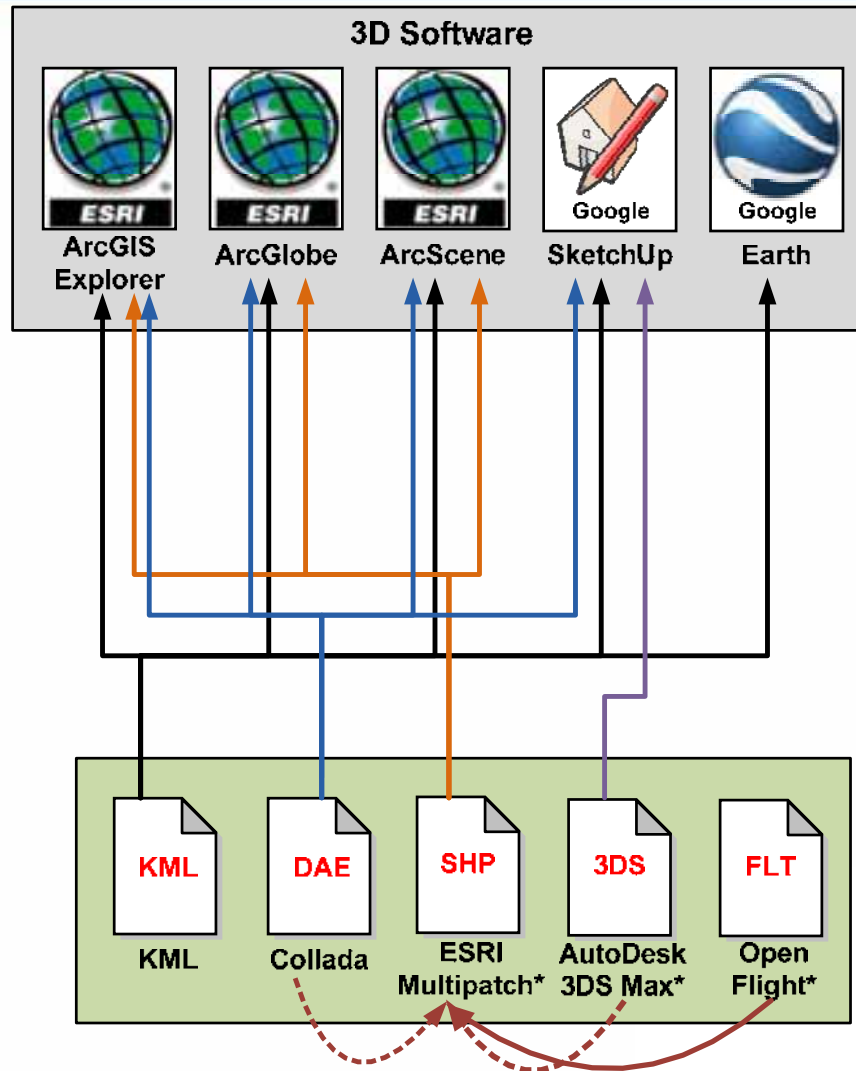 3D Software
ESRI ®
ESRI ®
ESRI ®
Google
Google
ArcGIS
Explorer
ArcGlobe
ArcScene
SketchUp
Earth
KML
DAE
SHP
3DS
FLT
KML
Collada
ESRI
Multipatch*
AutoDesk
3DS Max*
Open
Flight*